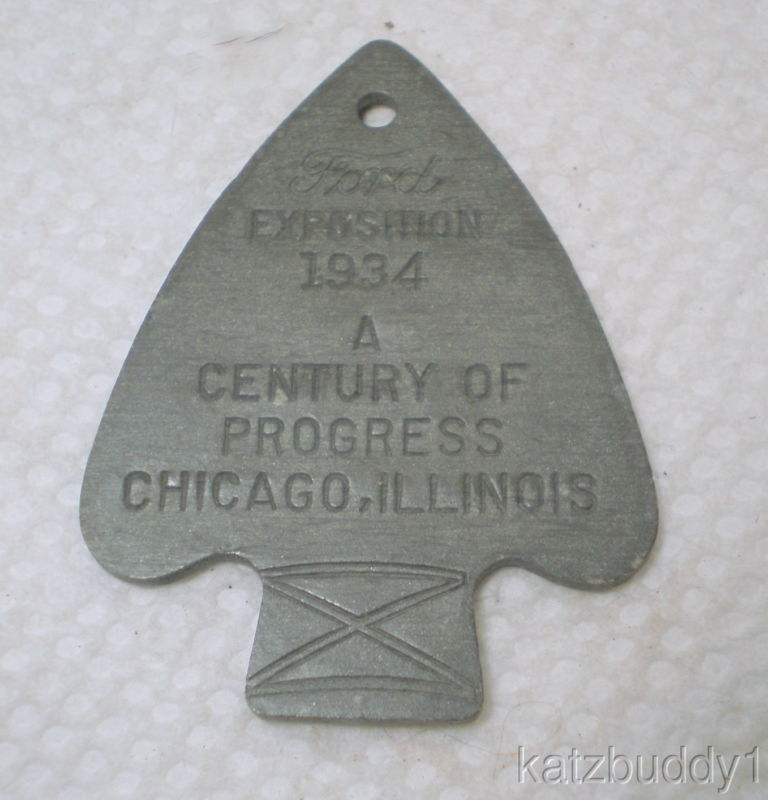 Ford
EXPOSITION
1934
A
CENTURY OF
PROGRESS
CHICAGO, ILLINOIS
katzbuddy1